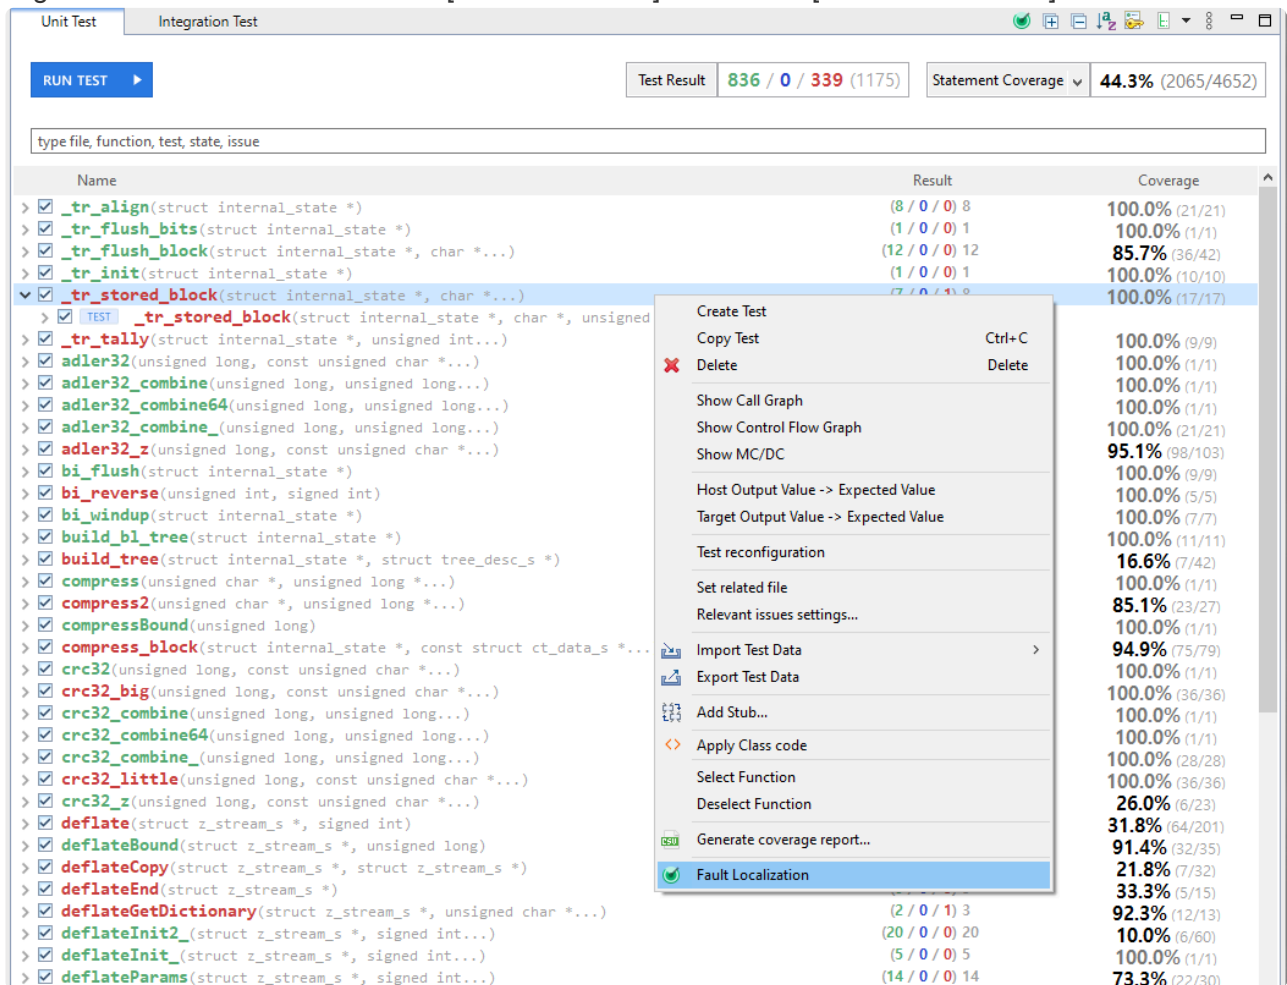 Unit Test Integration Test
RUN TEST Test Result 836 / 0 / 339 (1175) Statement Coverage 44.3% (2065/4652)
type file, function, test, state, issue
Name Result Coverage
_tr_align(struct internal_state *) (8 / 0 / 0) 8 100.0% (21/21)
_tr_flush_bits(struct internal_state *) (1 / 0 / 0) 1 100.0% (1/1)
_tr_flush_block(struct internal_state *, char *...) (12 / 0 / 0) 12 85.7% (36/42)
_tr_init(struct internal_state *) (1 / 0 / 0) 1 100.0% (10/10)
_tr_stored_block(struct internal_state *, char *...) (7 / 0 / 1) 8 100.0% (17/17)
TEST _tr_stored_block(struct internal_state *, char *, unsigned
_tr_tally(struct internal_state *, unsigned int...) 100.0% (9/9)
adler32(unsigned long, const unsigned char *...) 100.0% (1/1)
adler32_combine(unsigned long, unsigned long...) 100.0% (1/1)
adler32_combine64(unsigned long, unsigned long...) 100.0% (1/1)
adler32_combine_(unsigned long, unsigned long...) 100.0% (21/21)
adler32_z(unsigned long, const unsigned char *...) 95.1% (98/103)
bi_flush(struct internal_state *) 100.0% (9/9)
bi_reverse(unsigned int, signed int) 100.0% (5/5)
bi_windup(struct internal_state *) 100.0% (7/7)
build_bl_tree(struct internal_state *) 100.0% (11/11)
build_tree(struct internal_state *, struct tree_desc_s *) 16.6% (7/42)
compress(unsigned char *, unsigned long *...) 100.0% (1/1)
compress2(unsigned char *, unsigned long *...) 85.1% (23/27)
compressBound(unsigned long) 100.0% (1/1)
compress_block(struct internal_state *, const struct ct_data_s *... 94.9% (75/79)
crc32(unsigned long, const unsigned char *...) 100.0% (1/1)
crc32_big(unsigned long, const unsigned char *...) 100.0% (36/36)
crc32_combine(unsigned long, unsigned long...) 100.0% (1/1)
crc32_combine64(unsigned long, unsigned long...) 100.0% (1/1)
crc32_combine_(unsigned long, unsigned long...) 100.0% (28/28)
crc32_little(unsigned long, const unsigned char *...) 100.0% (36/36)
crc32_z(unsigned long, const unsigned char *...) 26.0% (6/23)
deflate(struct z_stream_s *, signed int) 31.8% (64/201)
deflateBound(struct z_stream_s *, unsigned long) 91.4% (32/35)
deflateCopy(struct z_stream_s *, struct z_stream_s *) 21.8% (7/32)
deflateEnd(struct z_stream_s *) 33.3% (5/15)
deflateGetDictionary(struct z_stream_s *, unsigned char *...) (2 / 0 / 1) 3 92.3% (12/13)
deflateInit2_(struct z_stream_s *, signed int...) (20 / 0 / 0) 20 10.0% (6/60)
deflateInit_(struct z_stream_s *, signed int...) (5 / 0 / 0) 5 100.0% (1/1)
deflateParams(struct z_stream_s *, signed int...) (14 / 0 / 0) 14 73.3% (22/30)
Create Test
Copy Test Ctrl+C
Delete Delete
Show Call Graph
Show Control Flow Graph
Show MC/DC
Host Output Value -> Expected Value
Target Output Value -> Expected Value
Test reconfiguration
Set related file
Relevant issues settings...
Import Test Data
Export Test Data
Add Stub...
Apply Class code
Select Function
Deselect Function
Generate coverage report...
Fault Localization